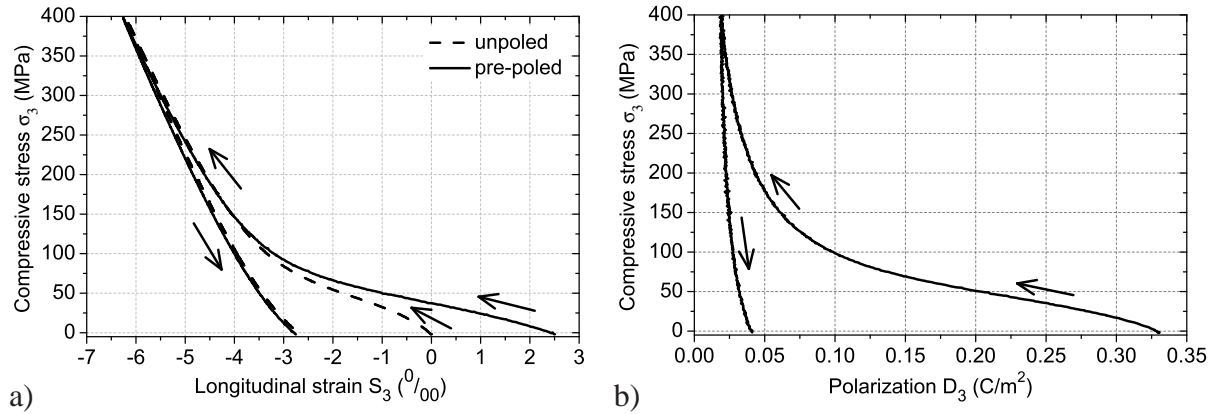 400
350
300
250
200
150
100
50
0
Compressive stress σ3 (MPa)
unpoled
pre-poled
-7 -6 -5 -4 -3 -2 -1 0 1 2 3
Longitudinal strain S3 (0/00)
a)
400
350
300
250
200
150
100
50
0
Compressive stress σ3 (MPa)
0.00 0.05 0.10 0.15 0.20 0.25 0.30 0.35
Polarization D3 (C/m²)
b)